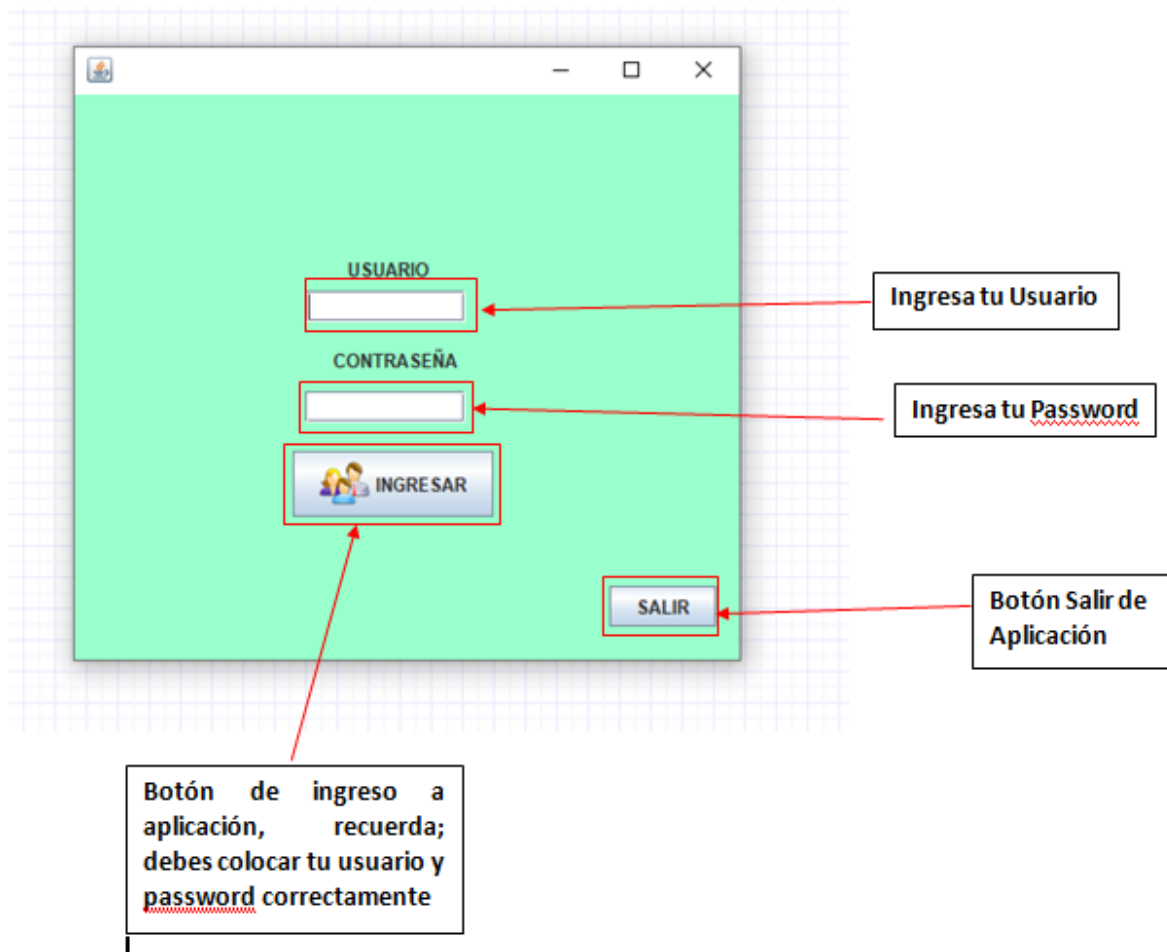 USUARIO
Ingresa tu Usuario
CONTRASEÑA
Ingresa tu Password
INGRESAR
SALIR
Botón Salir de
Aplicación
Botón de ingreso a
aplicación, recuerda;
debes colocar tu usuario y
password correctamente